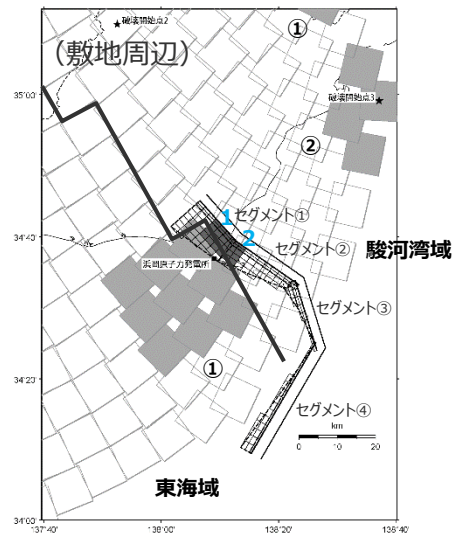 ★破壊開始点2
①
（敷地周辺）
35°00'
破壊開始点3★
②
1
セグメント①
34°40'
2
セグメント②
駿河湾域
浜岡原子力発電所
セグメント③
34°20'
①
セグメント④
km
0 10 20
東海域
34°00'
137°40' 138°00' 138°20' 138°40'